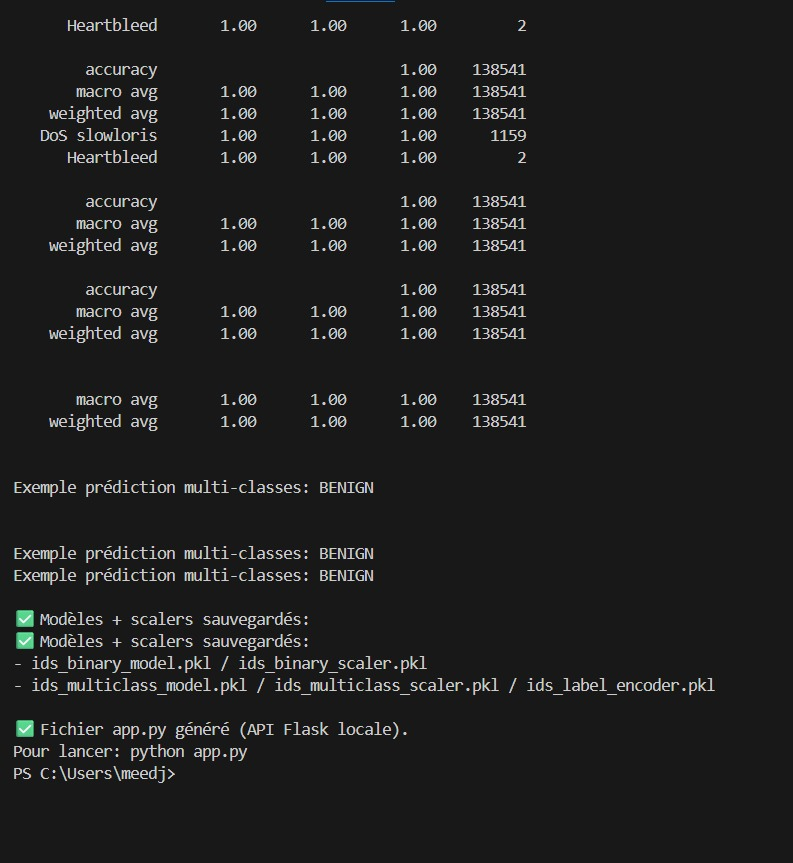 Heartbleed 1.00 1.00 1.00 2
accuracy 1.00 138541
macro avg 1.00 1.00 1.00 138541
weighted avg 1.00 1.00 1.00 138541
DoS slowloris 1.00 1.00 1.00 1159
Heartbleed 1.00 1.00 1.00 2
accuracy 1.00 138541
macro avg 1.00 1.00 1.00 138541
weighted avg 1.00 1.00 1.00 138541
accuracy 1.00 138541
macro avg 1.00 1.00 1.00 138541
weighted avg 1.00 1.00 1.00 138541
macro avg 1.00 1.00 1.00 138541
weighted avg 1.00 1.00 1.00 138541
Exemple prédiction multi-classes: BENIGN
Exemple prédiction multi-classes: BENIGN
Exemple prédiction multi-classes: BENIGN
✅ Modèles + scalers sauvegardés:
✅ Modèles + scalers sauvegardés:
- ids_binary_model.pkl / ids_binary_scaler.pkl
- ids_multiclass_model.pkl / ids_multiclass_scaler.pkl / ids_label_encoder.pkl
✅ Fichier app.py généré (API Flask locale).
Pour lancer: python app.py
PS C:\Users\meedj>